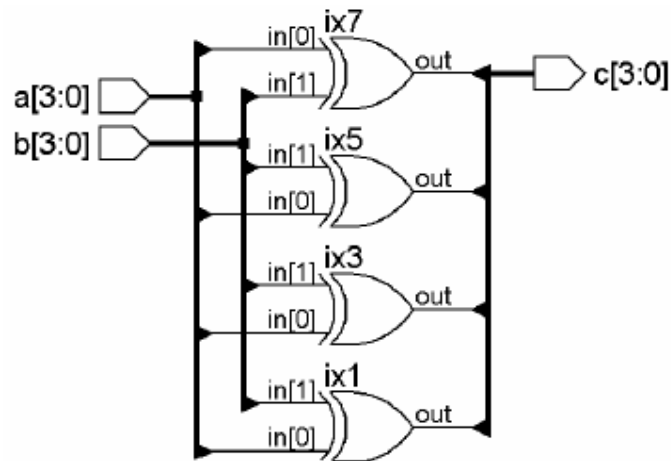 ix7
in[0]
out
c[3:0]
a[3:0]
in[1]
b[3:0]
ix5
in[1]
out
in[0]
ix3
in[1]
out
in[0]
ix1
in[1]
out
in[0]